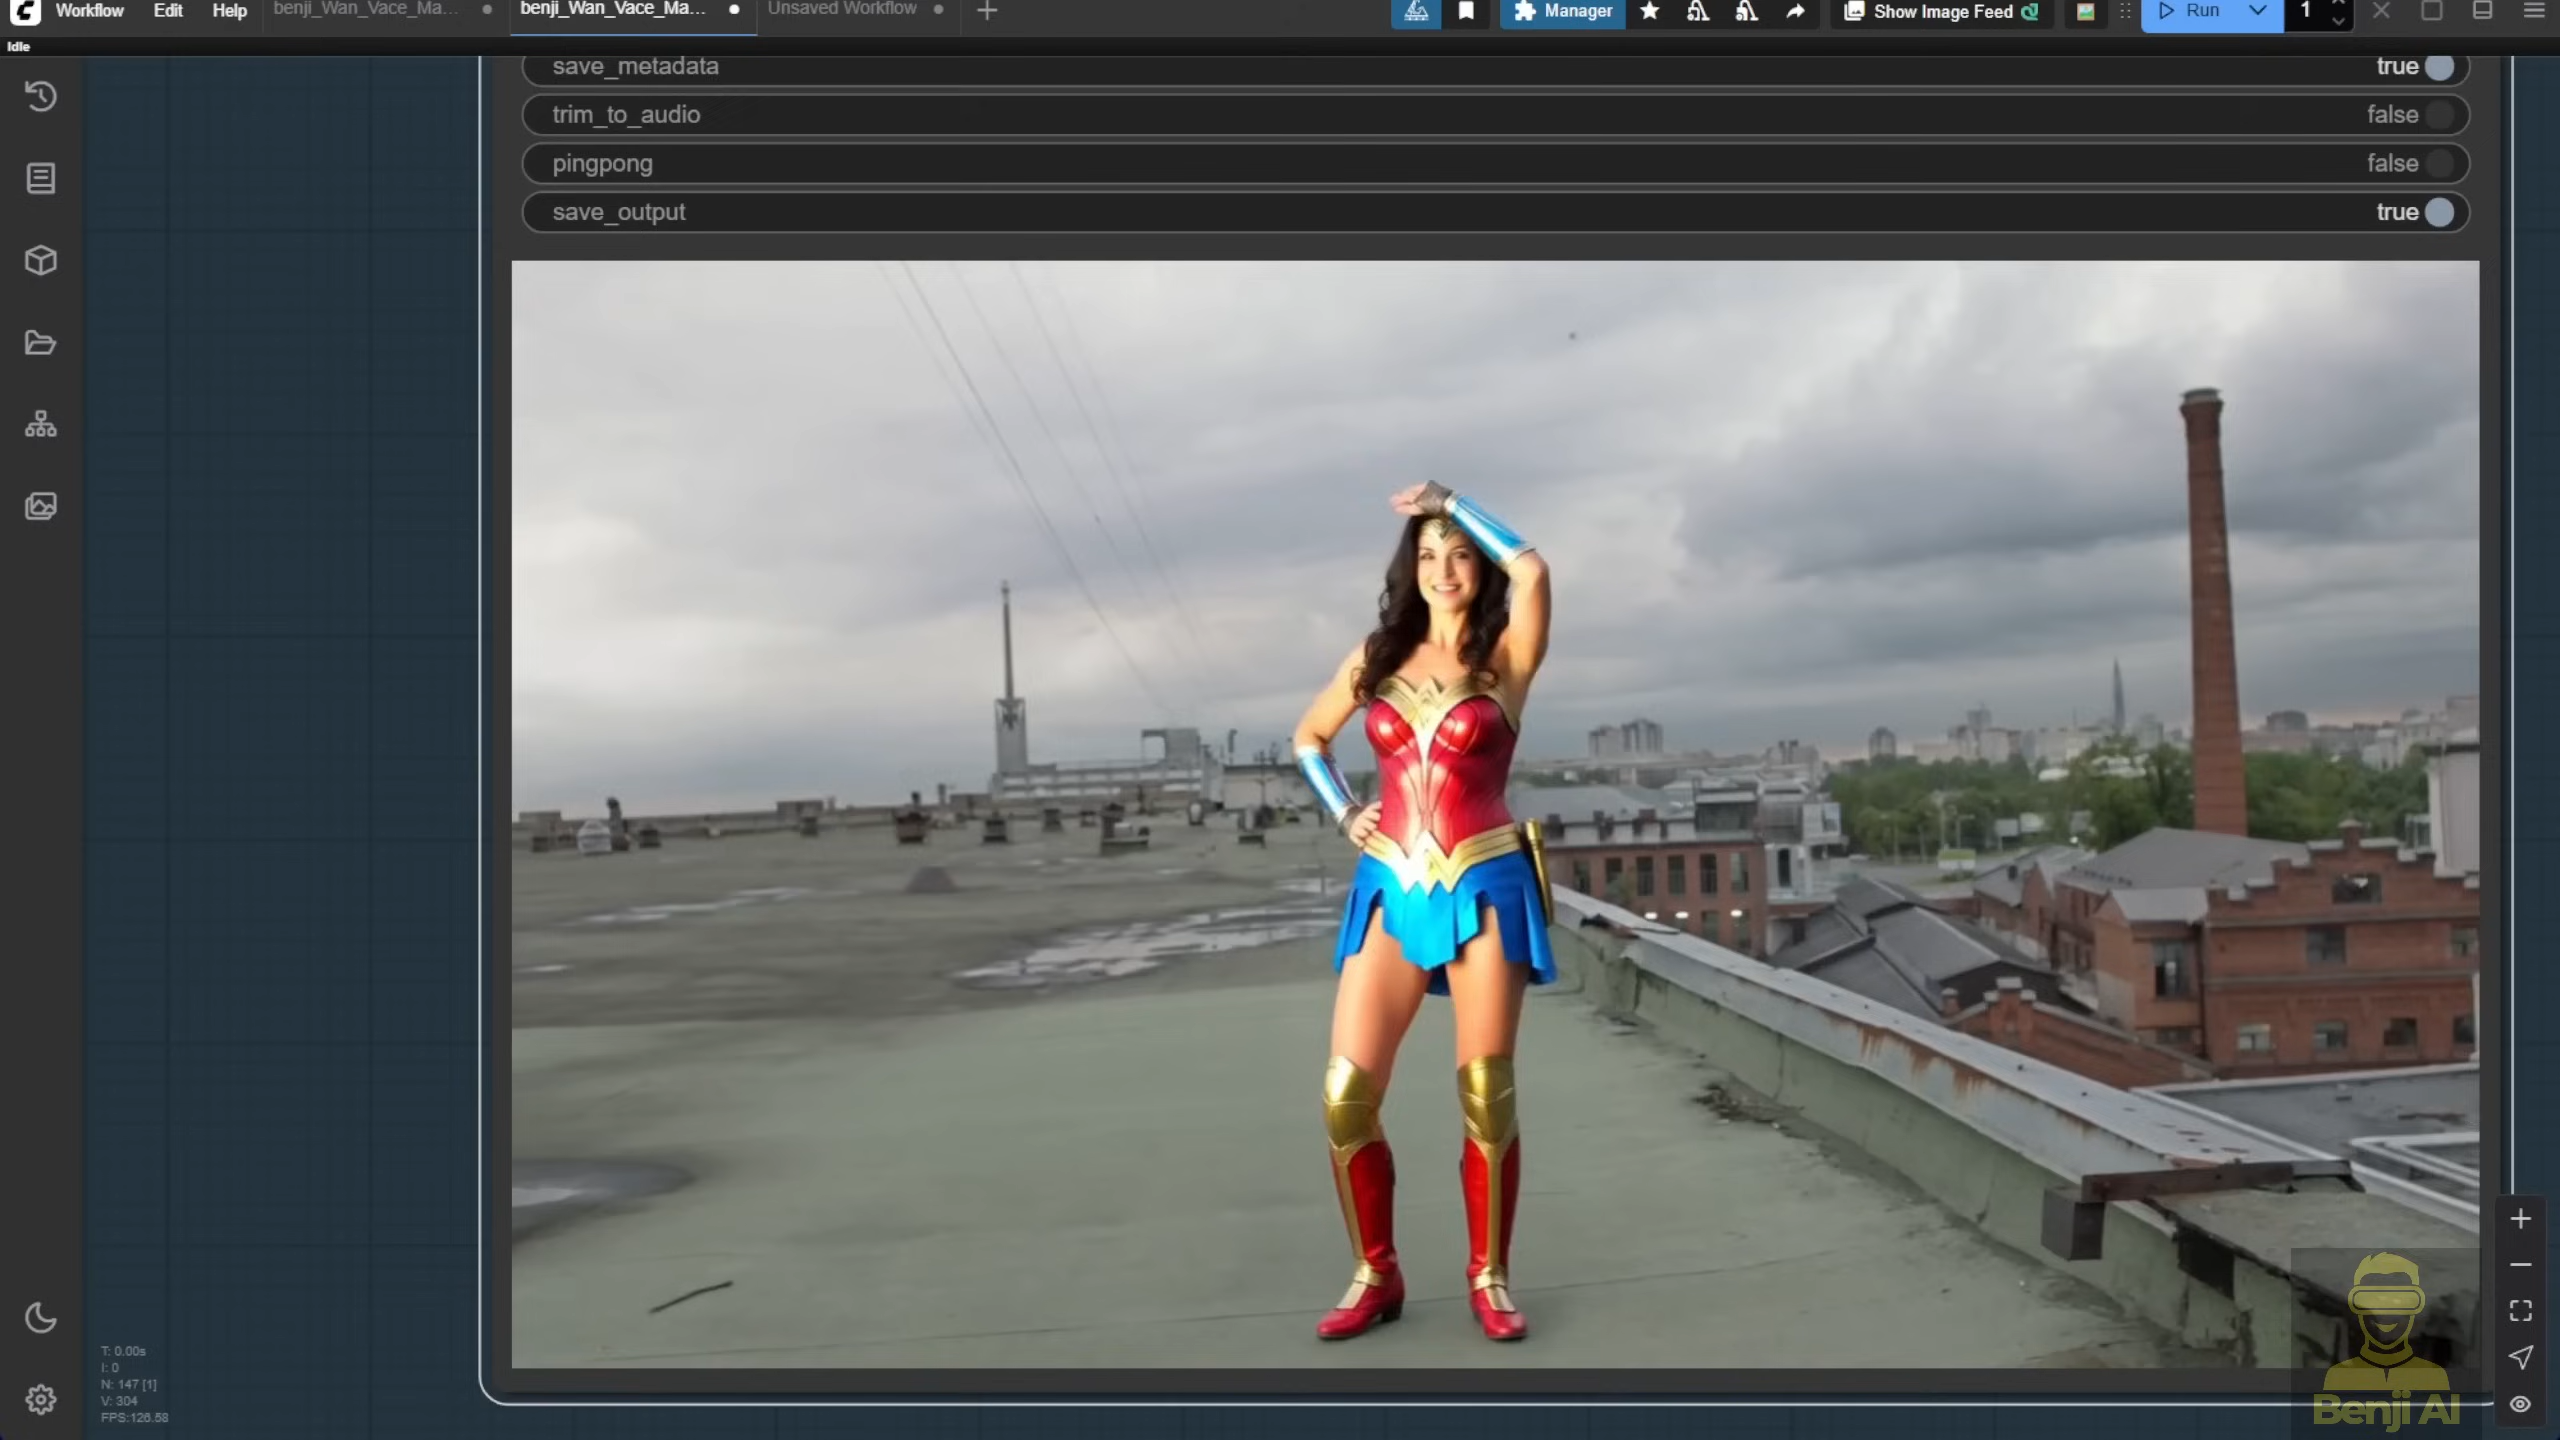 Workflow Edit Help benji_Wan_Vace_Ma... benji_Wan_Vace_Ma... Unsaved Workflow Manager Show Image Feed Run 1
Idle
save_metadata true
trim_to_audio false
pingpong false
save_output true
T: 0.00s
I: 0
N: 147 [1]
V: 304
FPS:126.58
Benji AI